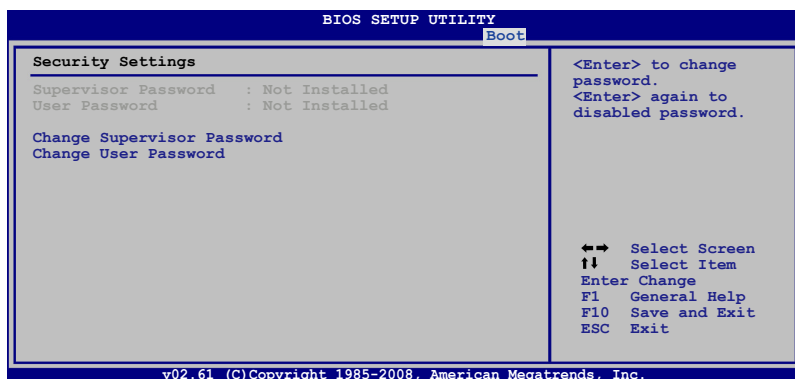 BIOS SETUP UTILITY
Boot
Security Settings
Supervisor Password : Not Installed
User Password : Not Installed
Change Supervisor Password
Change User Password
<Enter> to change
password.
<Enter> again to
disabled password.
←→ Select Screen
↑↓ Select Item
Enter Change
F1 General Help
F10 Save and Exit
ESC Exit
v02.61 (C)Copyright 1985-2008, American Megatrends, Inc.